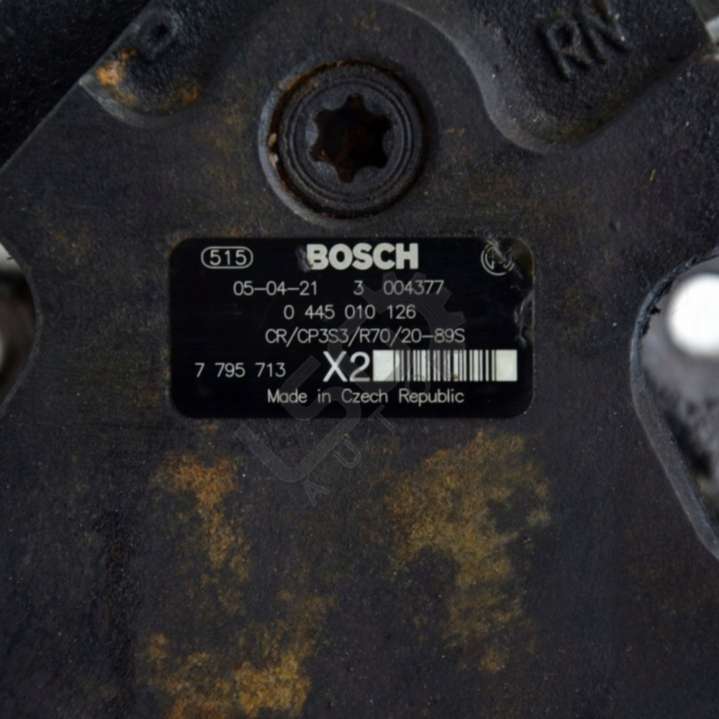 RN
515 BOSCH
05-04-21 3 004377
0 445 010 126
CR/CP3S3/R70/20-89S
7 795 713 X2
Made in Czech Republic